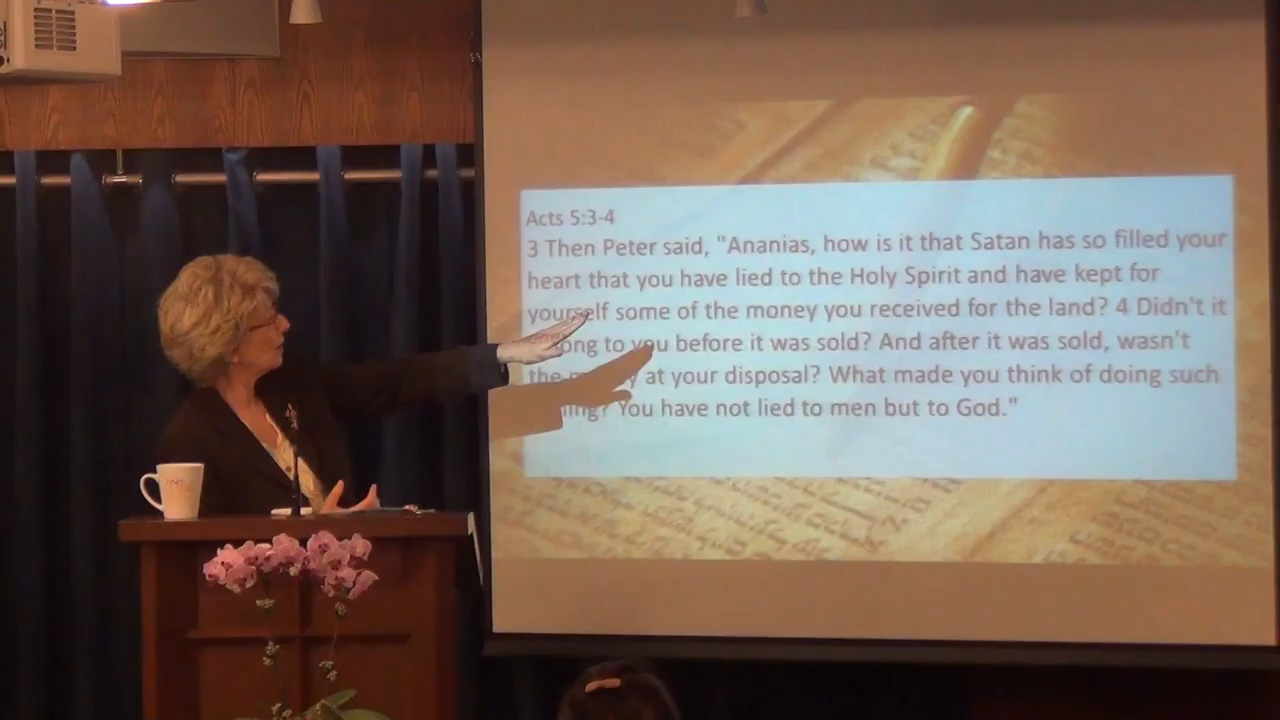 Acts 5:3-4
3 Then Peter said, "Ananias, how is it that Satan has so filled your
heart that you have lied to the Holy Spirit and have kept for
yourself some of the money you received for the land? 4 Didn't it
to you before it was sold? And after it was sold, wasn't
the at your disposal? What made you think of doing such
You have not lied to men but to God."